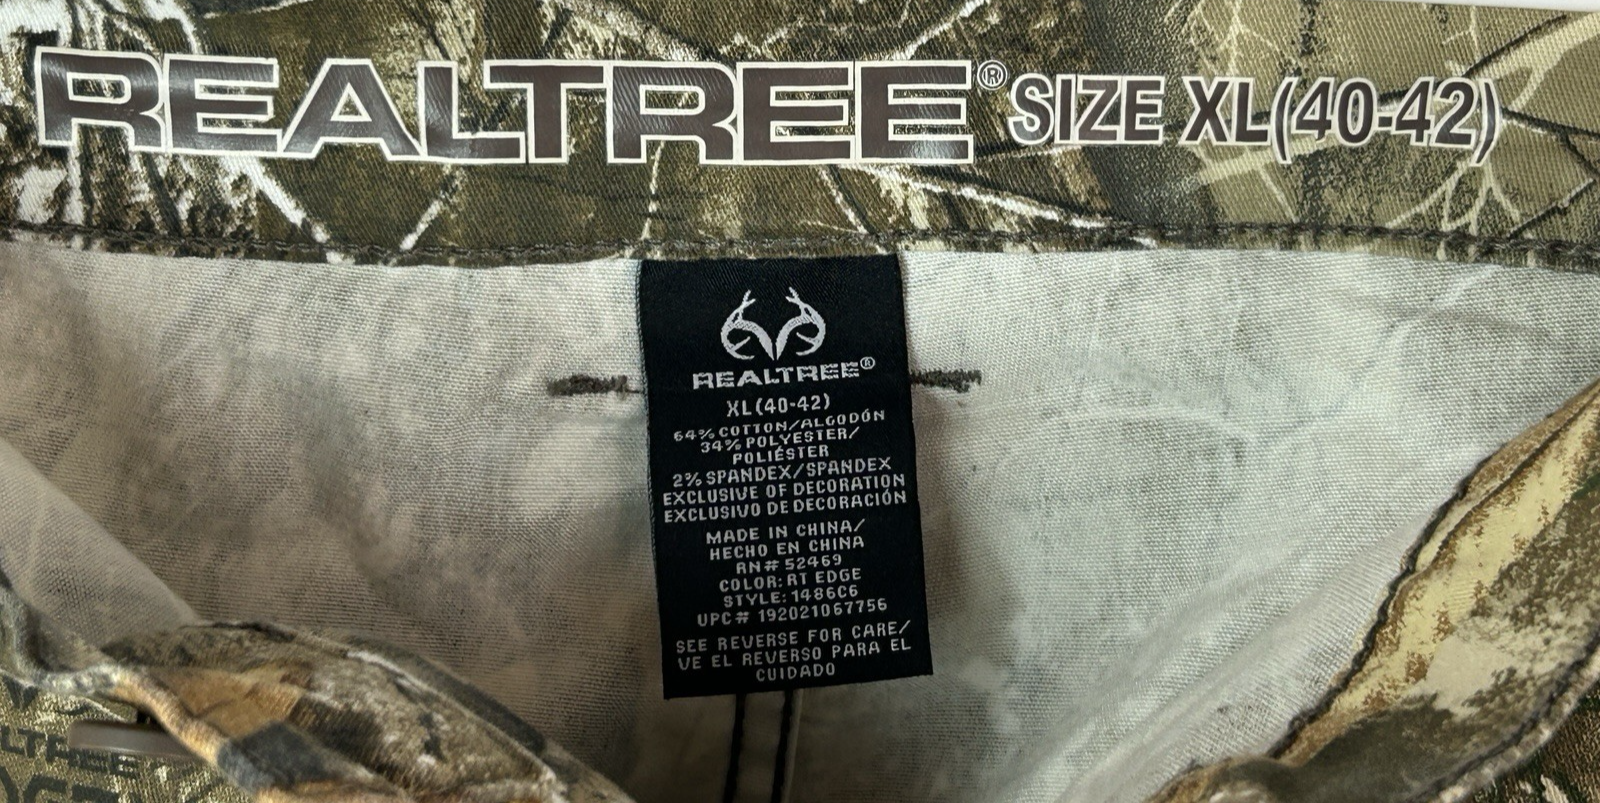 REALTREE® SIZE XL(40-42)
REALTREE®
XL(40-42)
64% COTTON/ALGODÓN
34% POLYESTER/
POLIÉSTER
2% SPANDEX/SPANDEX
EXCLUSIVE OF DECORATION
EXCLUSIVO DE DECORACIÓN
MADE IN CHINA/
HECHO EN CHINA
RN# 52469
COLOR: RT EDGE
STYLE: 1486C6
UPC# 192021067756
SEE REVERSE FOR CARE/
VE EL REVERSO PARA EL
CUIDADO